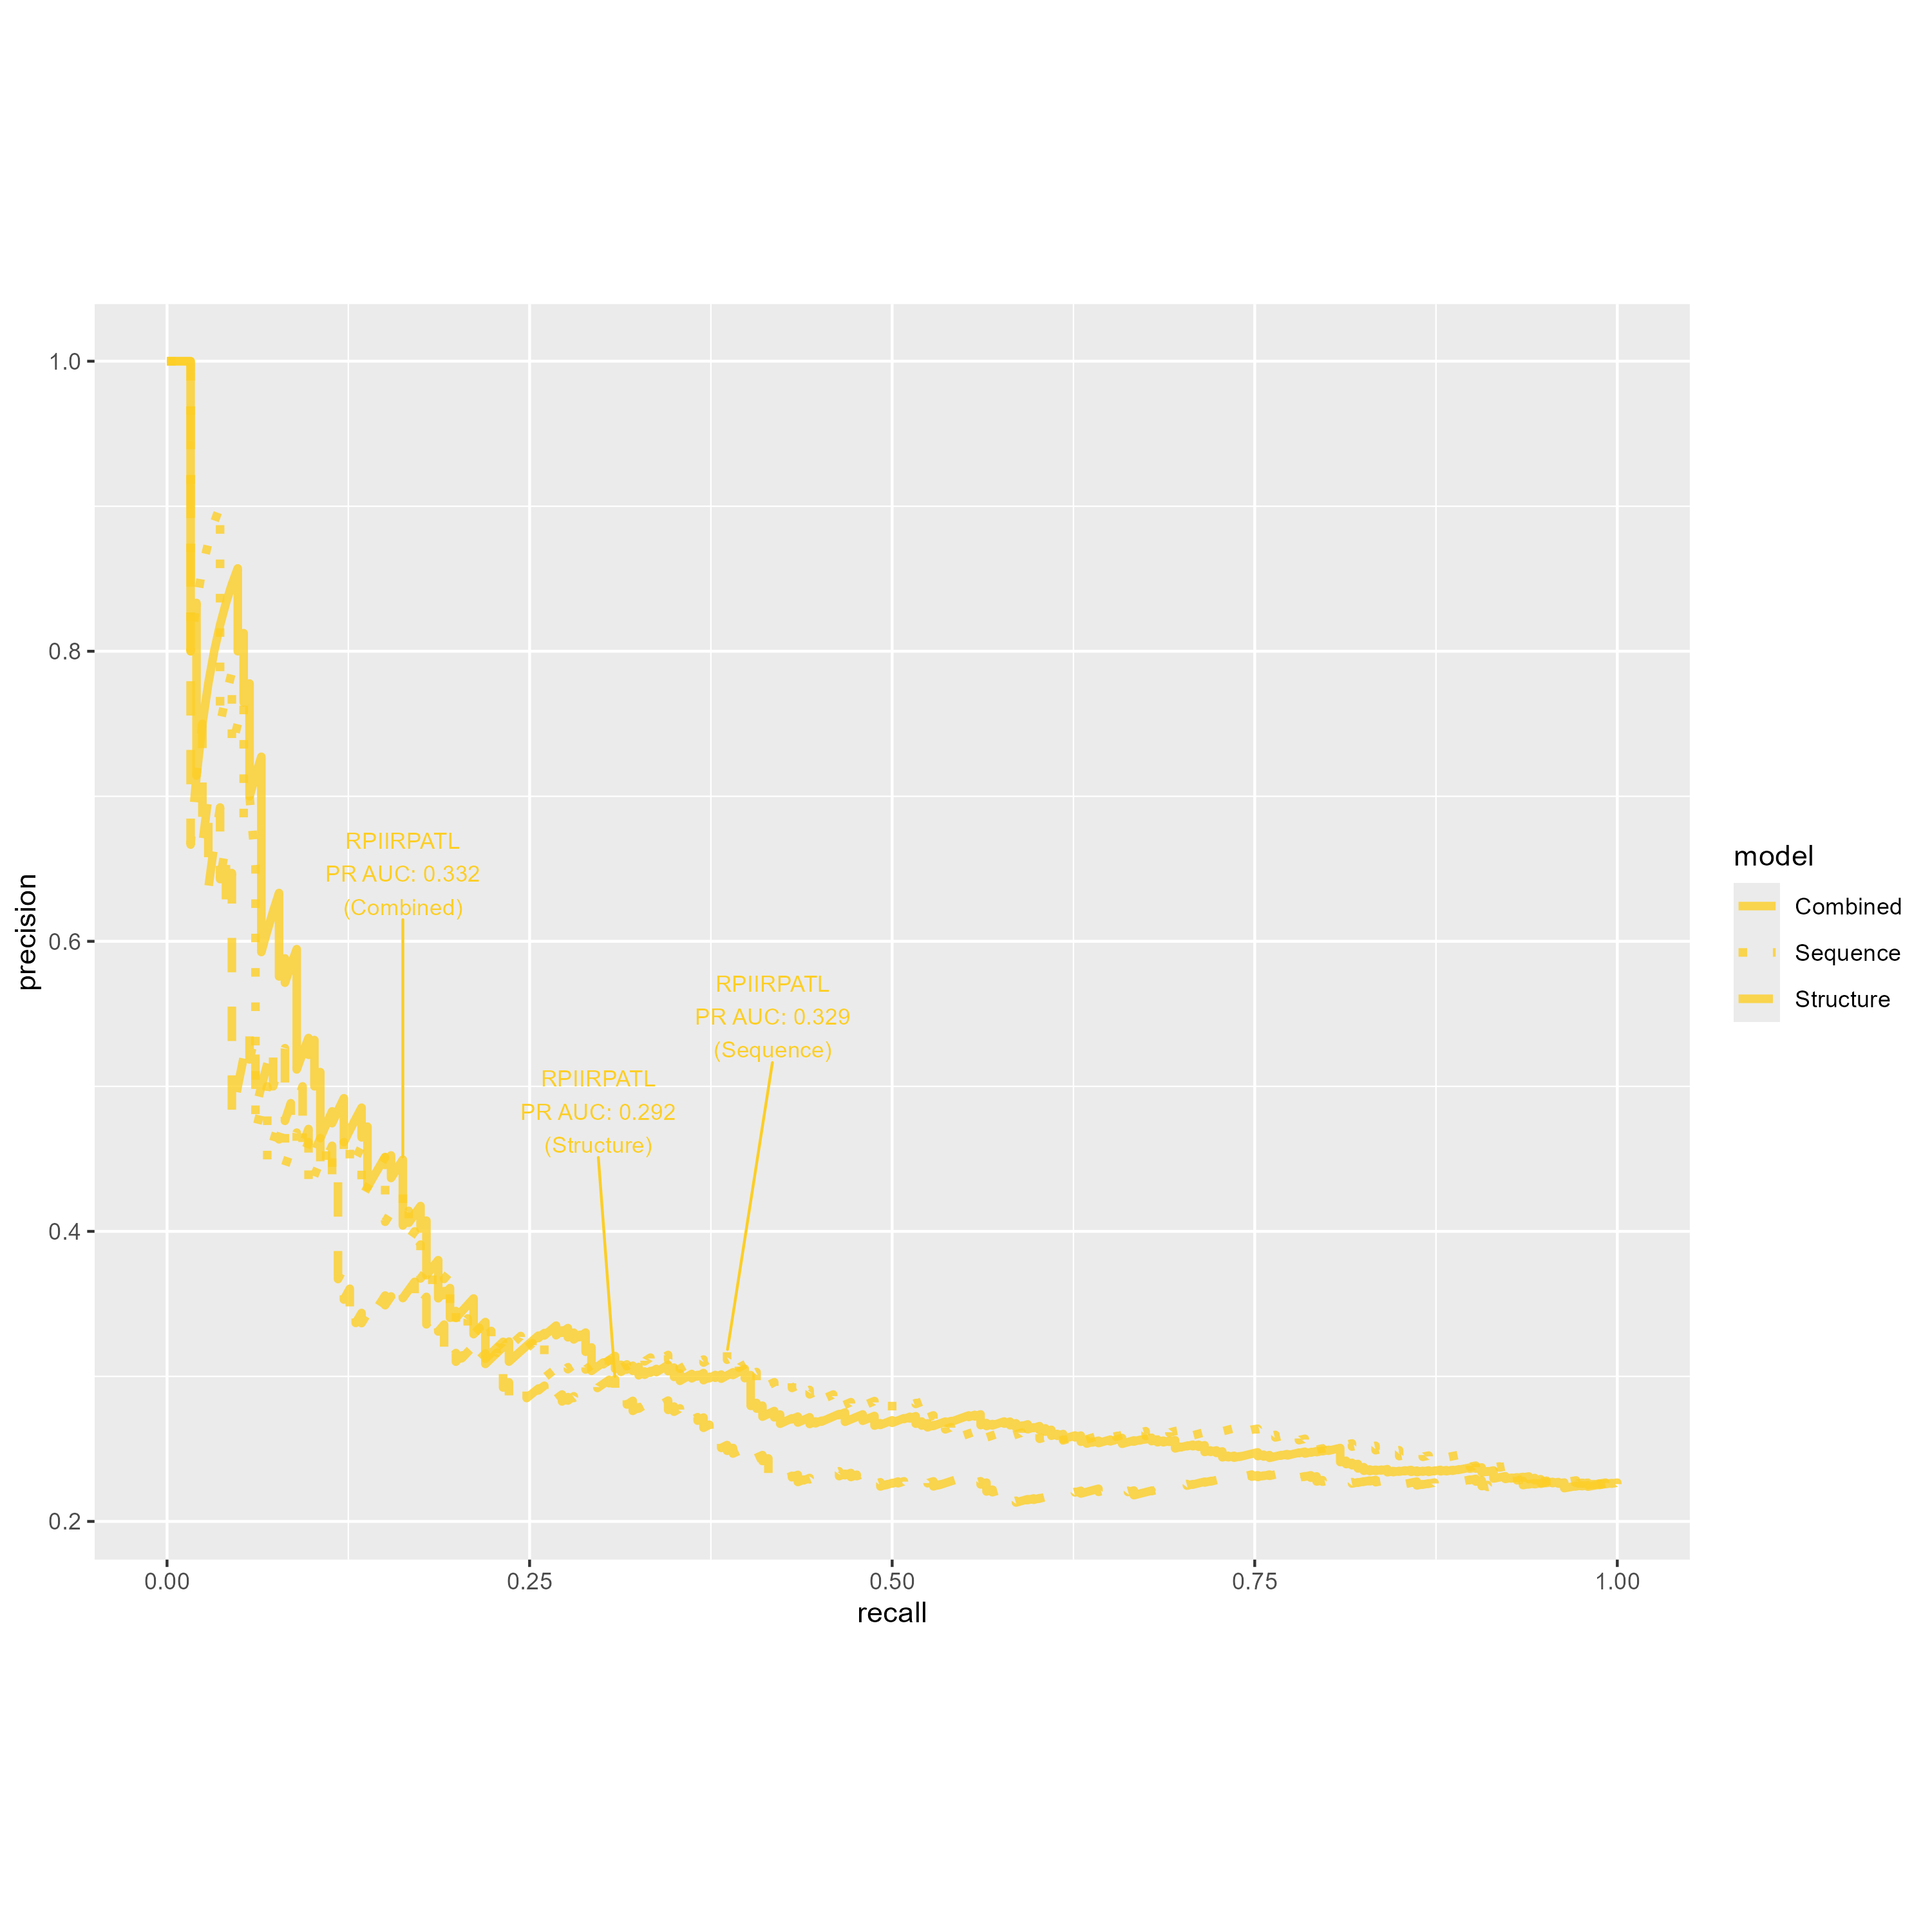 1.0
0.8
0.6
0.4
0.2
precision
RPIIRPATL
PR AUC: 0.332
(Combined)
RPIIRPATL
PR AUC: 0.329
(Sequence)
RPIIRPATL
PR AUC: 0.292
(Structure)
0.00
0.25
0.50
0.75
1.00
recall
model
Combined
Sequence
Structure